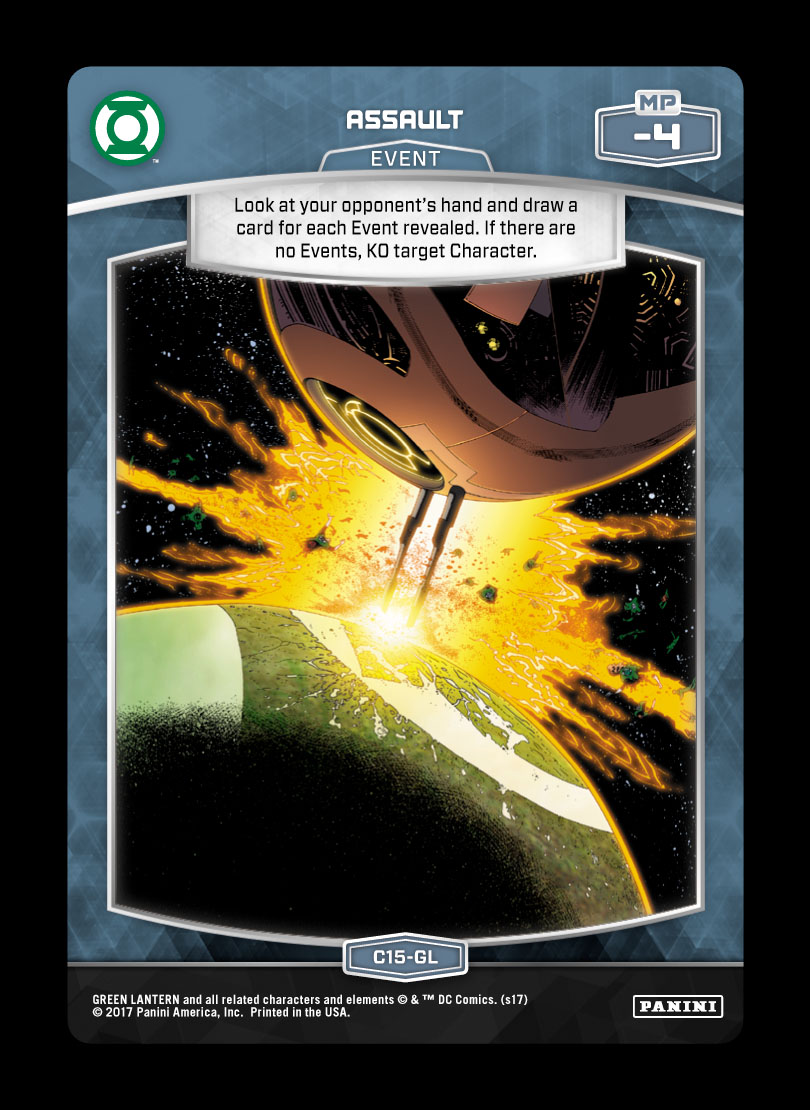 ASSAULT
MP
-4
EVENT
Look at your opponent's hand and draw a
card for each Event revealed. If there are
no Events, KO target Character.
™
C15-GL
GREEN LANTERN and all related characters and elements © & ™ DC Comics. (s17)
© 2017 Panini America, Inc. Printed in the USA.
PANINI